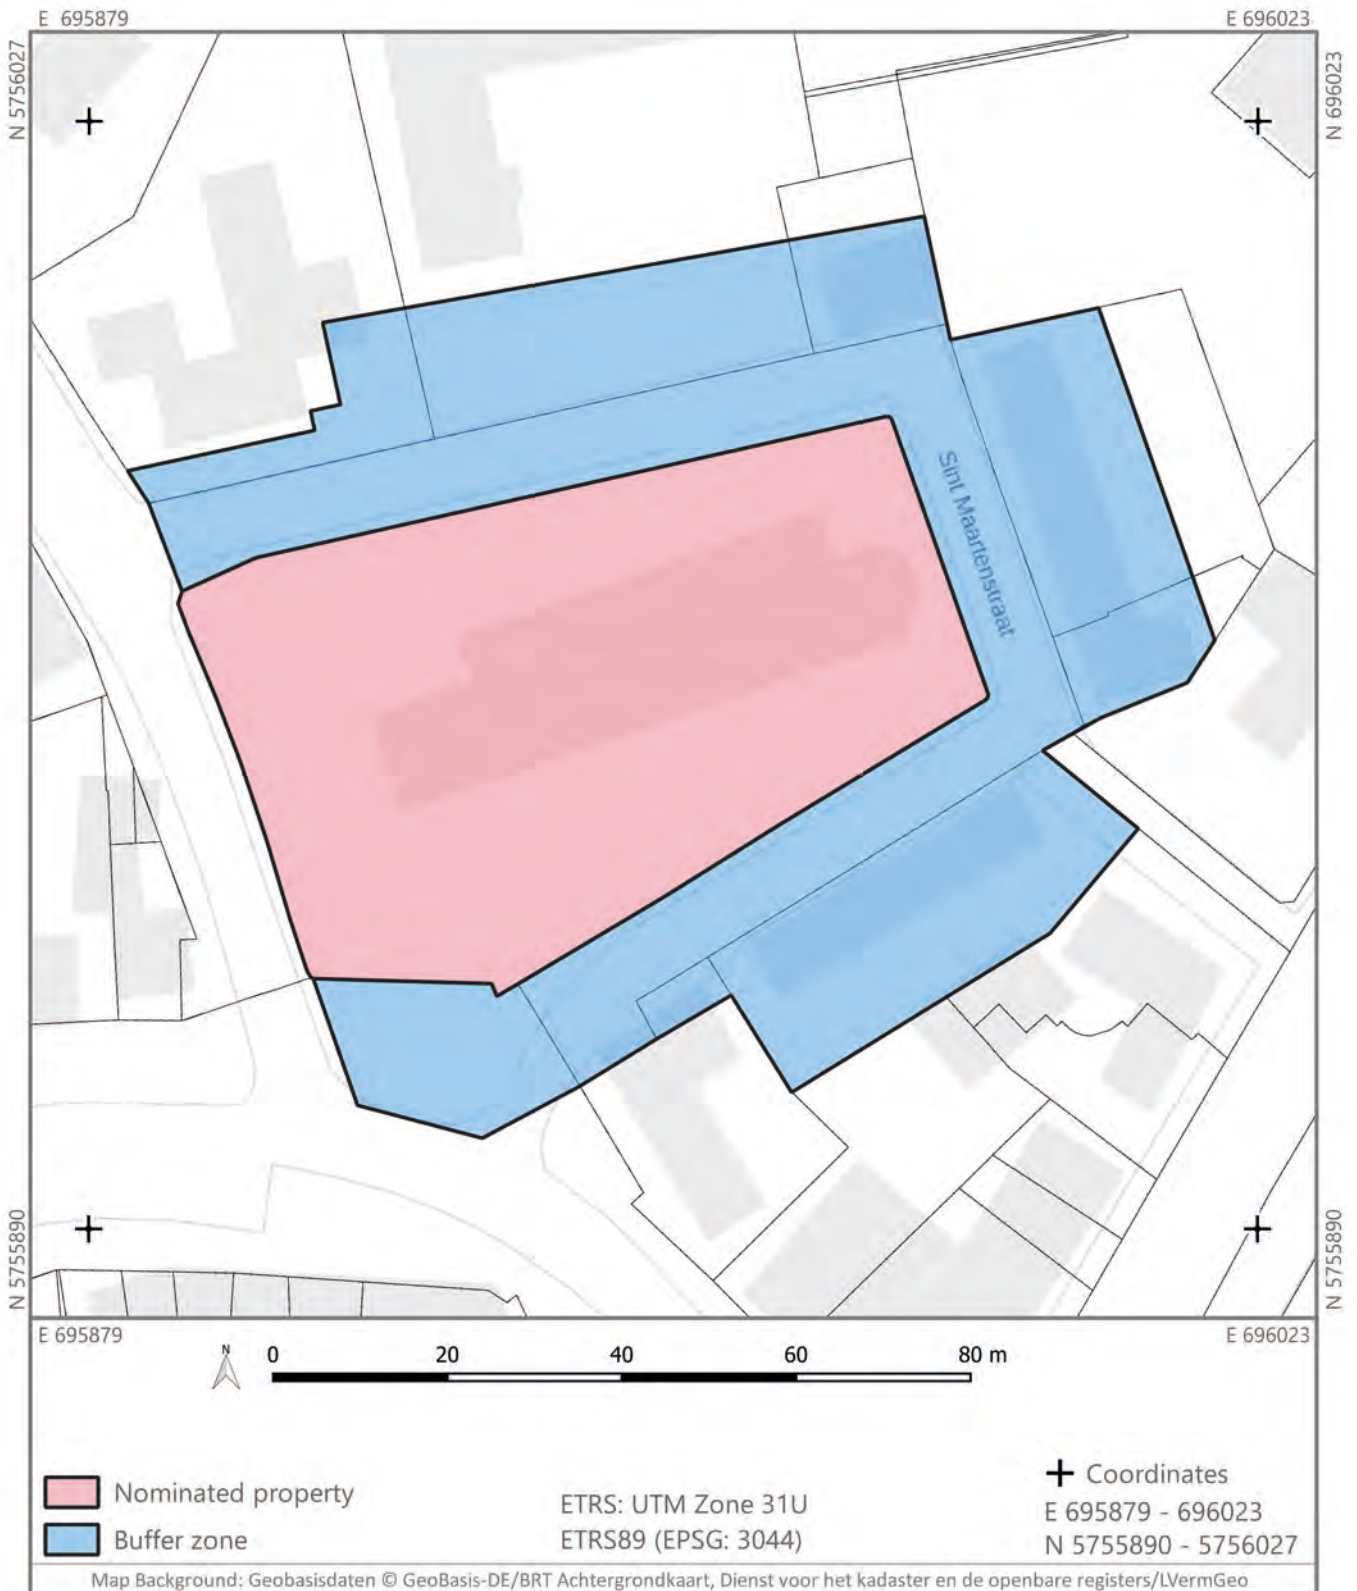 E 695879
E 696023
N 5756027
N 696023
Sint Maartenstraat
N 5755890
N 5755890
E 695879
E 696023
N
0 20 40 60 80 m
Nominated property
Buffer zone
ETRS: UTM Zone 31U
ETRS89 (EPSG: 3044)
Coordinates
E 695879 - 696023
N 5755890 - 5756027
Map Background: Geobasisdaten © GeoBasis-DE/BRT Achtergrondkaart, Dienst voor het kadaster en de openbare registers/LVermGeo